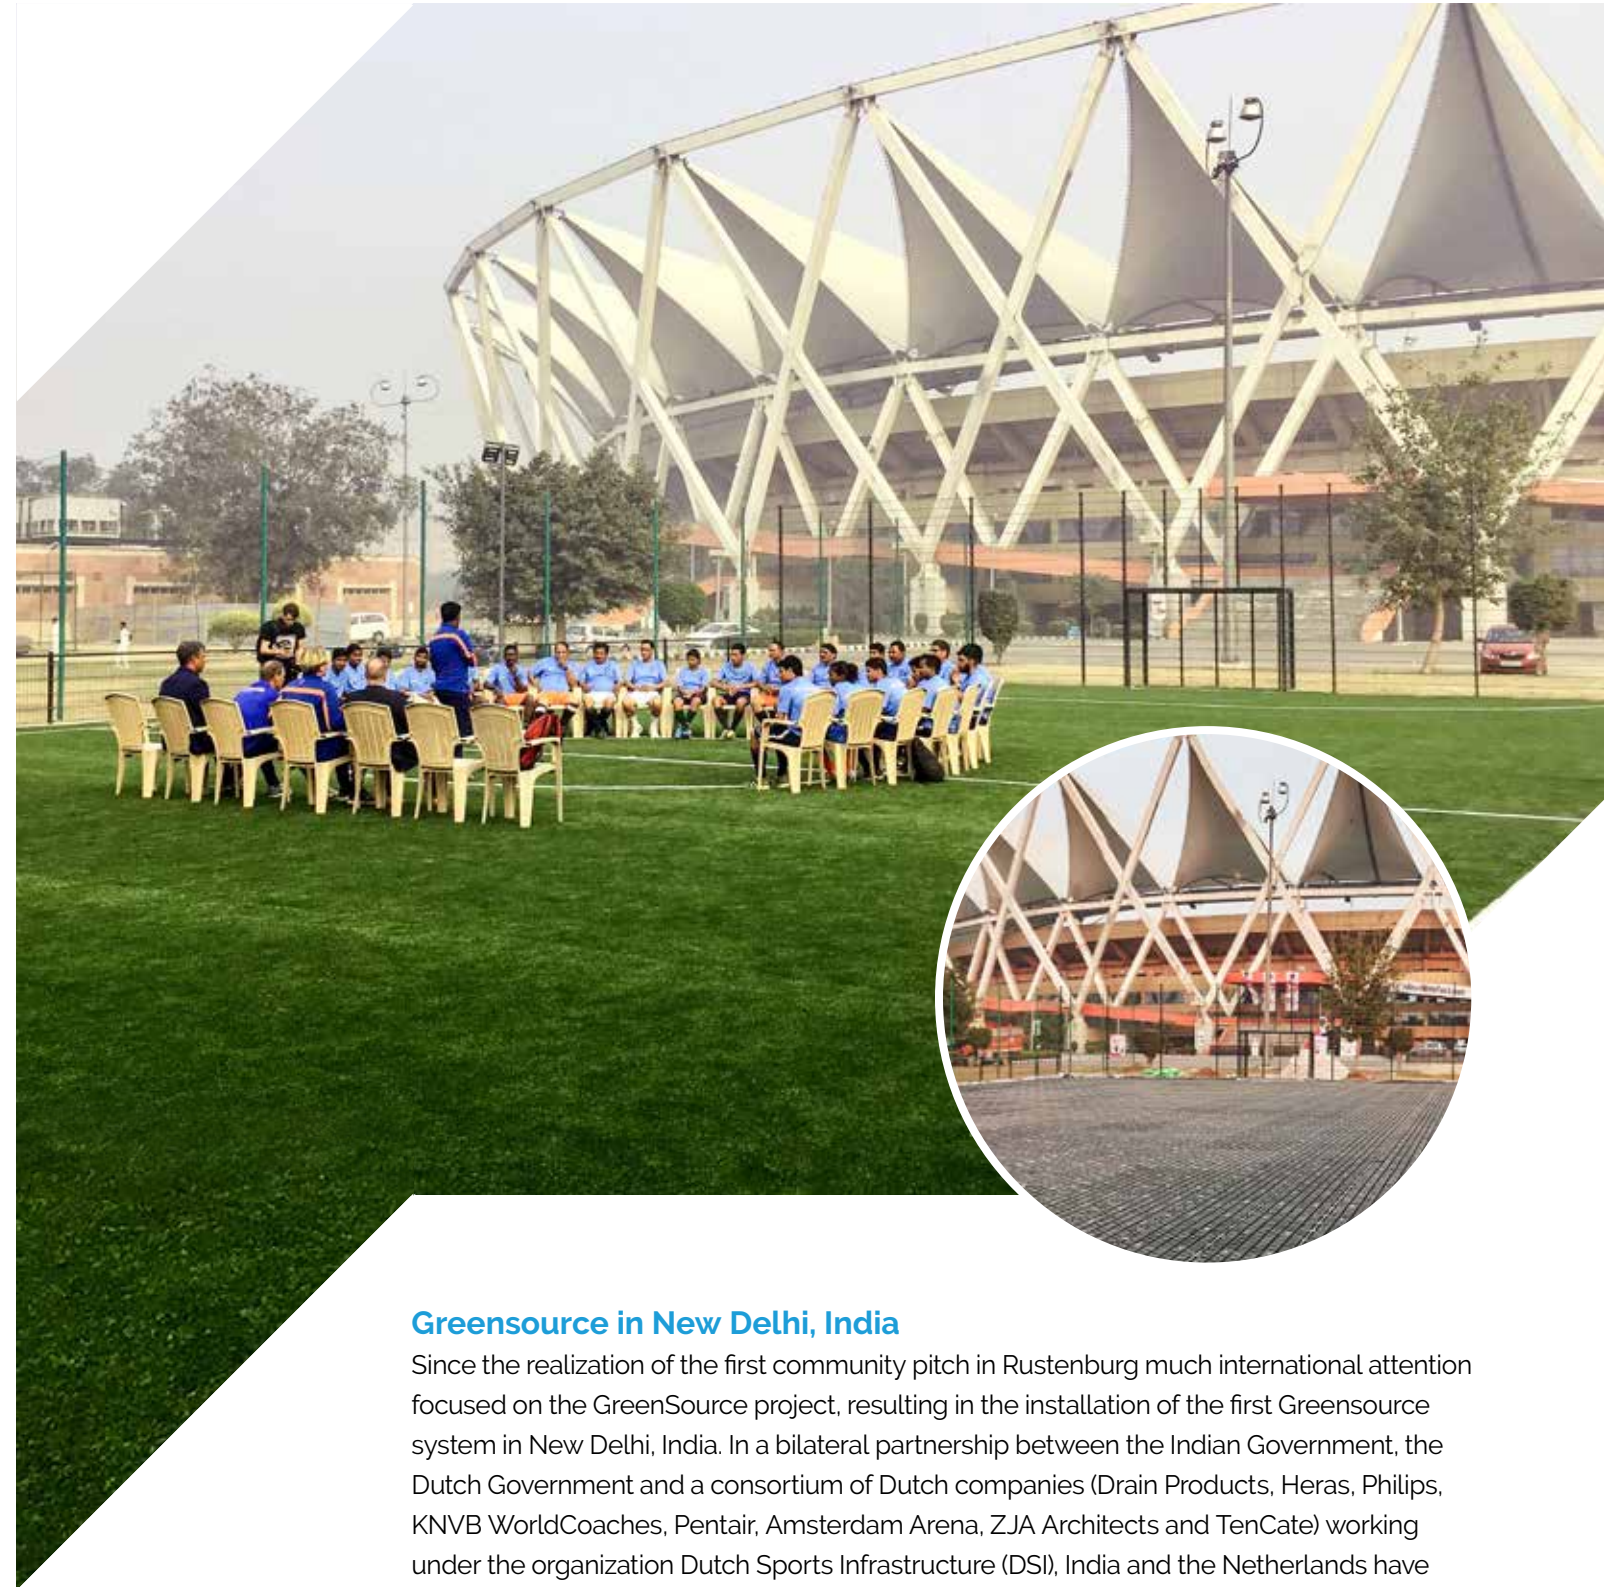 Greensource in New Delhi, India
Since the realization of the first community pitch in Rustenburg much international attention
focused on the GreenSource project, resulting in the installation of the first Greensource
system in New Delhi, India. In a bilateral partnership between the Indian Government, the
Dutch Government and a consortium of Dutch companies (Drain Products, Heras, Philips,
KNVB WorldCoaches, Pentair, Amsterdam Arena, ZJA Architects and TenCate) working
under the organization Dutch Sports Infrastructure (DSI), India and the Netherlands have